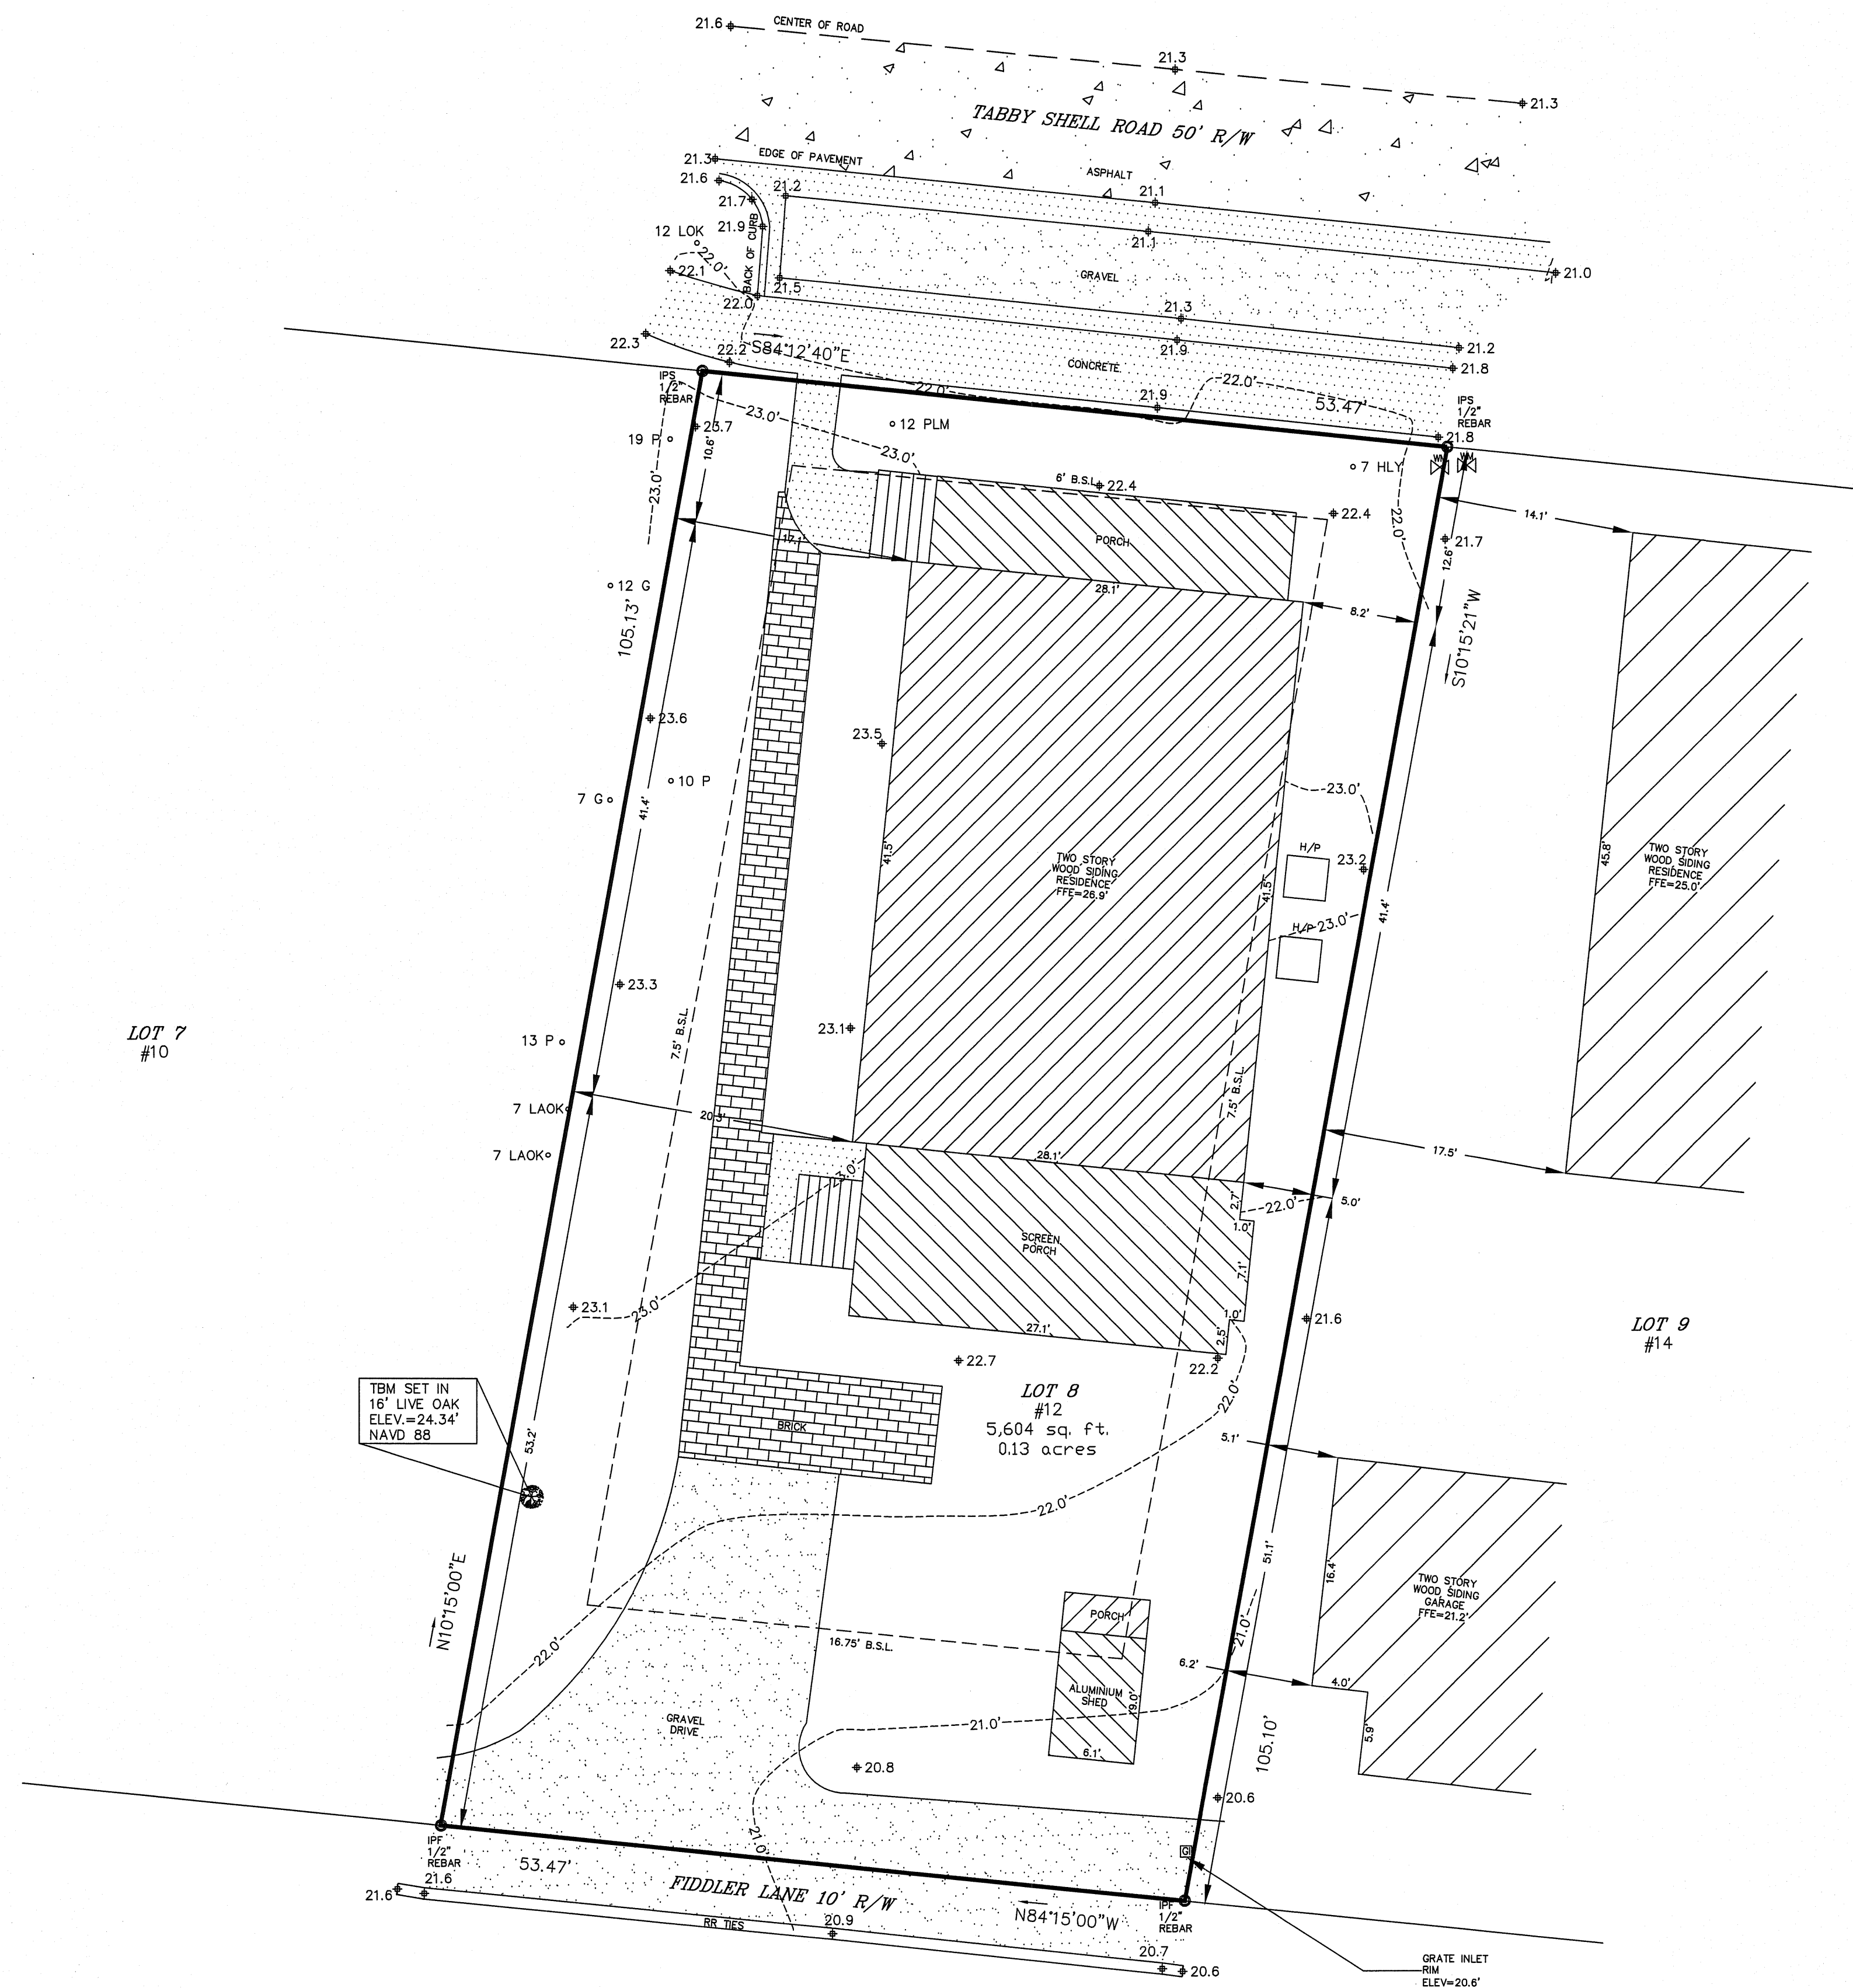 21.6
CENTER OF ROAD
21.3
21.3
TABBY SHELL ROAD 50' R/W
21.3
EDGE OF PAVEMENT
ASPHALT
21.6
21.2
21.1
21.7
21.9
BACK OF CURB
12 LOK
22.0'
21.1
22.1
GRAVEL
21.0
21.5
22.0
21.3
22.3
22.2
S84°12'40"E
21.9
21.2
CONCRETE
21.8
IPS
1/2"
REBAR
22.0'
22.0'
21.9
53.47'
IPS
1/2"
REBAR
23.0'
12 PLM
23.7
19 P
10.6'
21.8
23.0'
7 HLY
WM
WM
23.0'
6' B.S.L.
22.4
22.4
22.0'
14.1'
17.1'
PORCH
21.7
12.6'
12 G
28.1'
8.2'
105.13'
S10°15'21"W
23.6
23.5
10 P
7 G
23.0'
41.4'
41.5'
TWO STORY
WOOD SIDING
RESIDENCE
FFE=26.9'
H/P
23.2
41.5'
45.8'
TWO STORY
WOOD SIDING
RESIDENCE
FFE=25.0'
41.4'
H/P
23.0'
23.3
23.1
LOT 7
#10
13 P
7.5' B.S.L.
7.5' B.S.L.
7 LAOK
20.3'
7 LAOK
28.1'
17.5'
23.0'
2.7'
22.0'
5.0'
1.0'
SCREEN
PORCH
7.1'
23.1
23.0'
1.0'
27.1'
2.5'
21.6
LOT 9
#14
22.7
22.2
TBM SET IN
16' LIVE OAK
ELEV.=24.34'
NAVD 88
LOT 8
#12
5,604 sq. ft.
0.13 acres
22.0'
BRICK
53.2'
5.1'
22.0'
51.1'
16.4'
TWO STORY
WOOD SIDING
GARAGE
FFE=21.2'
N10°15'00"E
PORCH
21.0'
22.0'
16.75' B.S.L.
6.2'
4.0'
ALUMINIUM
SHED
19.0'
GRAVEL
DRIVE
21.0'
5.9'
6.1'
105.10'
20.8
20.6
21.0'
GI
IPF
1/2"
REBAR
53.47'
21.6
21.6
FIDDLER LANE 10' R/W
N84°15'00"W
IPF
1/2"
REBAR
RR TIES
20.9
20.7
20.6
GRATE INLET
RIM
ELEV=20.6'